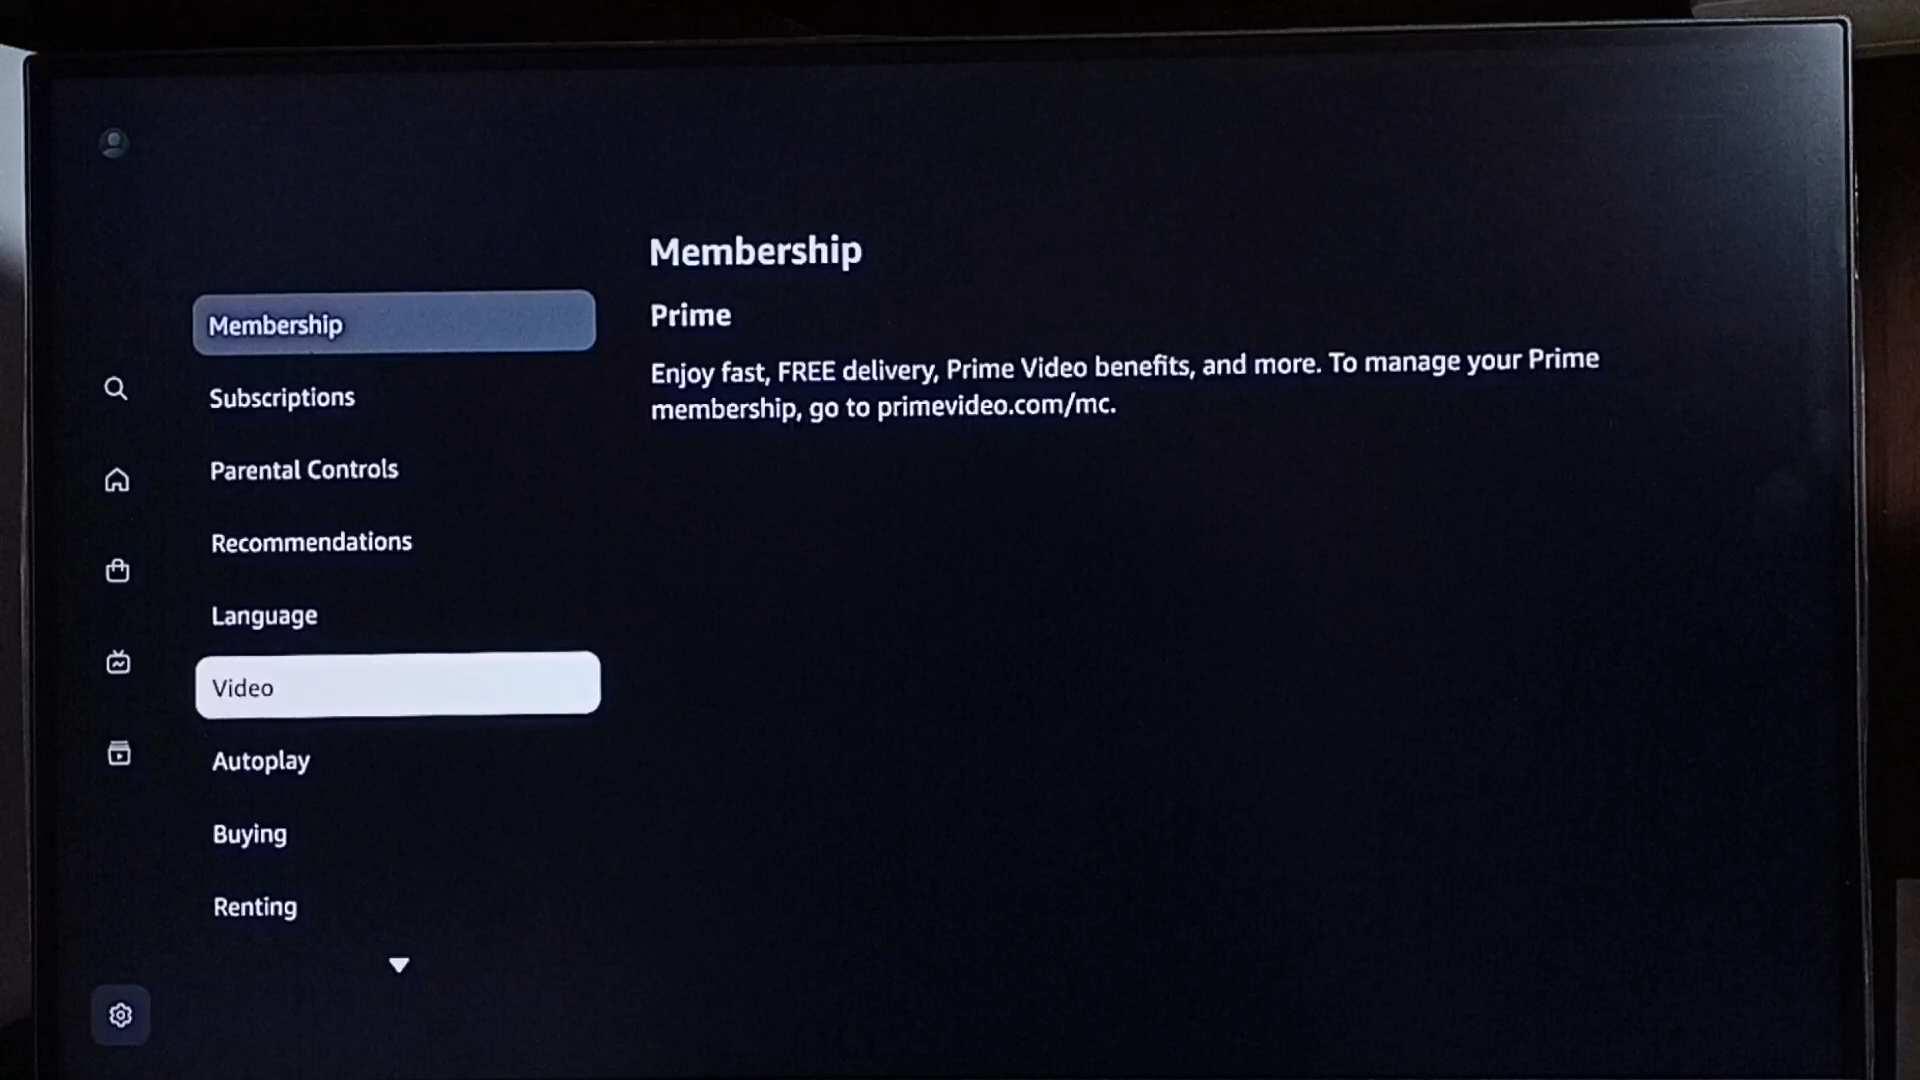 Membership
Subscriptions
Parental Controls
Recommendations
Language
Video
Autoplay
Buying
Renting
Membership
Prime
Enjoy fast, FREE delivery, Prime Video benefits, and more. To manage your Prime
membership, go to primevideo.com/mc.